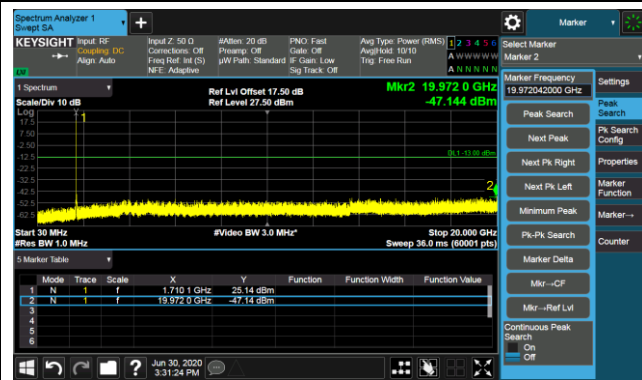 Spectrum Analyzer 1
Swept SA
+
Marker
KEYSIGHT
Input: RF
Coupling: DC
Align: Auto
Input Z: 50 Ω
Corrections: Off
Freq Ref: Int (S)
NFE: Adaptive
#Atten: 20 dB
Preamp: Off
µW Path: Standard
PNO: Fast
Gate: Off
IF Gain: Low
Sig Track: Off
Avg Type: Power (RMS)
Avg|Hold: 10/10
Trig: Free Run
1 2 3 4 5 6
A W W W W W
A N N N N N
LM
Select Marker
Marker 2
1 Spectrum
Scale/Div 10 dB
Log
Ref Lvl Offset 17.50 dB
Ref Level 27.50 dBm
Mkr2 19.972 0 GHz
-47.144 dBm
17.5
7.50
-2.50
-12.5
-22.5
-32.5
-42.5
-52.5
-62.5
1
DL1 -13.00 dBm
2
Start 30 MHz
#Res BW 1.0 MHz
#Video BW 3.0 MHz*
Stop 20.000 GHz
Sweep 36.0 ms (60001 pts)
5 Marker Table
Mode Trace Scale X Y Function Function Width Function Value
1 N 1 f 1.710 1 GHz 25.14 dBm
2 N 1 f 19.972 0 GHz -47.14 dBm
3
4
5
6
Marker Frequency
19.972042000 GHz
Peak Search
Next Peak
Next Pk Right
Next Pk Left
Minimum Peak
Pk-Pk Search
Marker Delta
Mkr→CF
Mkr→Ref Lvl
Continuous Peak
Search
On
Off
Settings
Peak
Search
Pk Search
Config
Properties
Marker
Function
Marker→
Counter
?
Jun 30, 2020
3:31:24 PM